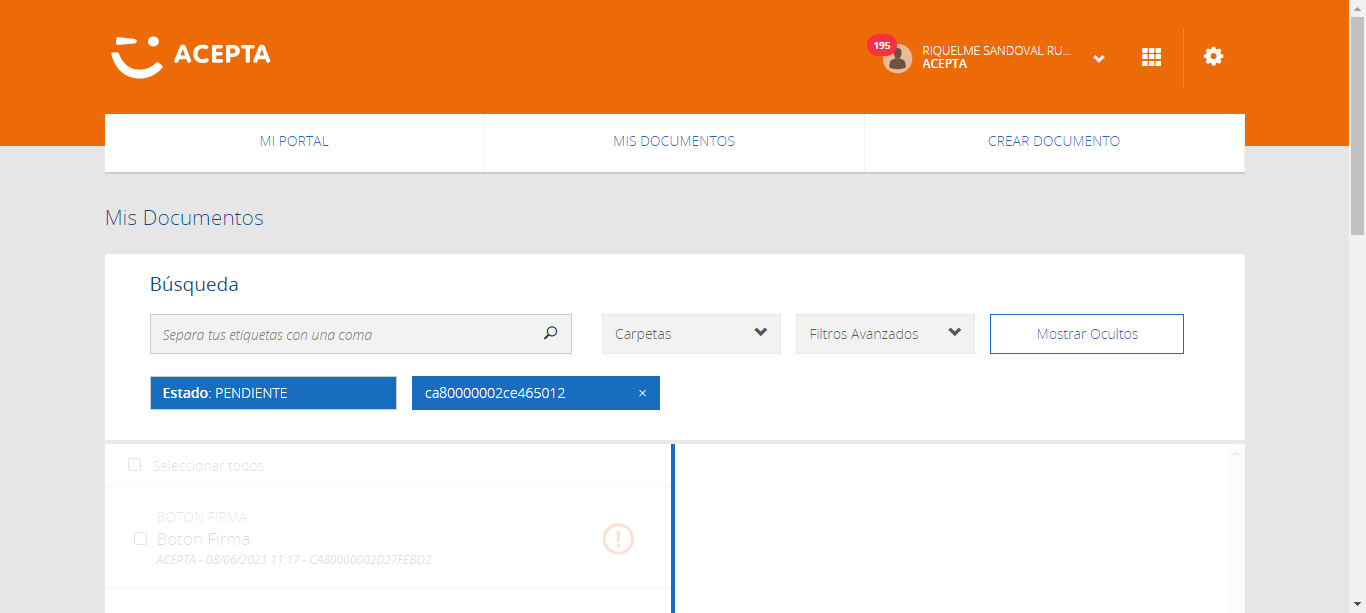 ACEPTA
195
RIQUELME SANDOVAL RU...
ACEPTA
MI PORTAL
MIS DOCUMENTOS
CREAR DOCUMENTO
Mis Documentos
Búsqueda
Separa tus etiquetas con una coma
Carpetas
Filtros Avanzados
Mostrar Ocultos
Estado: PENDIENTE
ca80000002ce465012 ×
Seleccionar todos
BOTON FIRMA
Boton Firma
ACEPTA - 08/06/2021 11:17 - CA80000002D27FEBO2